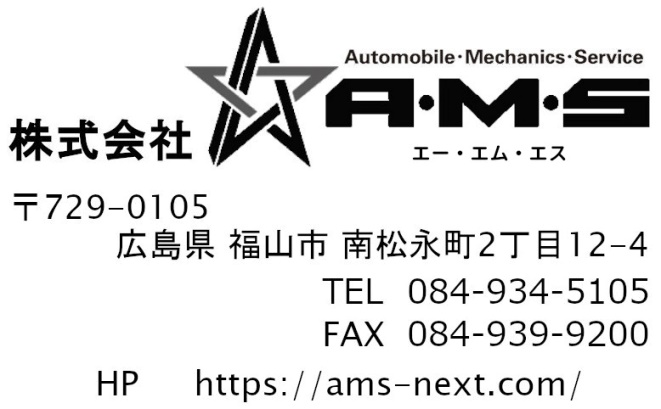 Automobile·Mechanics·Service
株式会社 A·M·S
エー・エム・エス
〒729-0105
広島県 福山市 南松永町2丁目12-4
TEL 084-934-5105
FAX 084-939-9200
HP https://ams-next.com/